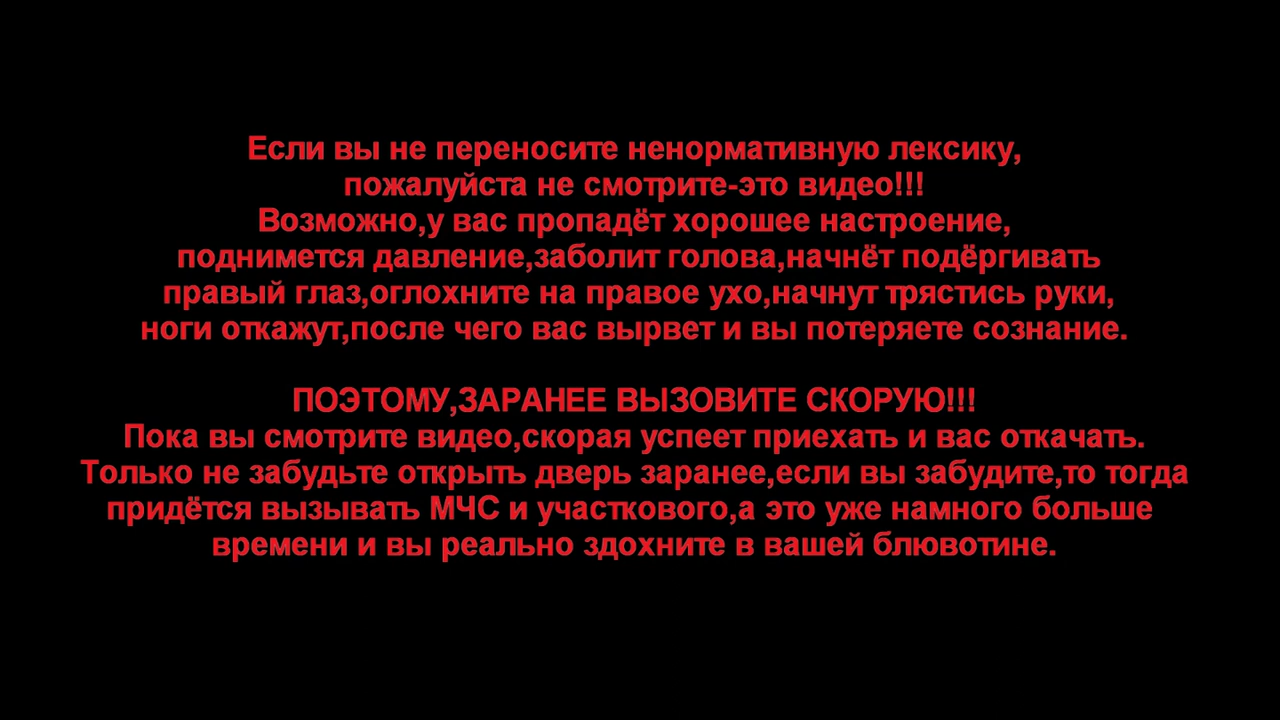 Если вы не переносите ненормативную лексику,
пожалуйста не смотрите-это видео!!!
Возможно,у вас пропадёт хорошее настроение,
поднимется давление,заболит голова,начнёт подёргивать
правый глаз,оглохните на правое ухо,начнут трястись руки,
ноги откажут,после чего вас вырвет и вы потеряете сознание.
ПОЭТОМУ,ЗАРАНЕЕ ВЫЗОВИТЕ СКОРУЮ!!!
Пока вы смотрите видео,скорая успеет приехать и вас откачать.
Только не забудьте открыть дверь заранее,если вы забудите,то тогда
придётся вызывать МЧС и участкового,а это уже намного больше
времени и вы реально здохните в вашей блювотине.